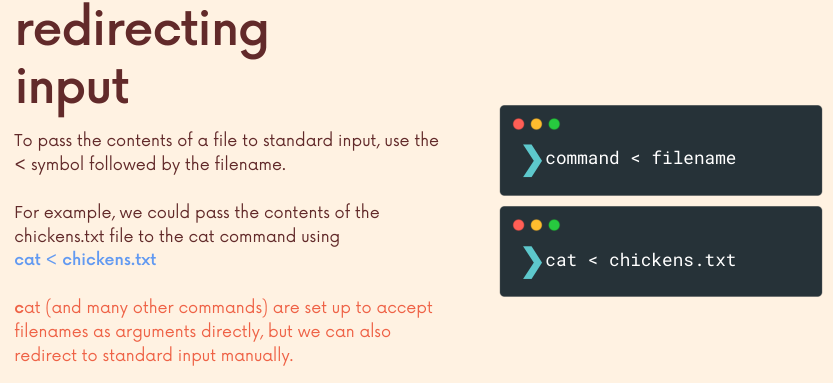 redirecting
input
To pass the contents of a file to standard input, use the
< symbol followed by the filename.
For example, we could pass the contents of the
chickens.txt file to the cat command using
cat < chickens.txt
cat (and many other commands) are set up to accept
filenames as arguments directly, but we can also
redirect to standard input manually.
❯command < filename
❯cat < chickens.txt